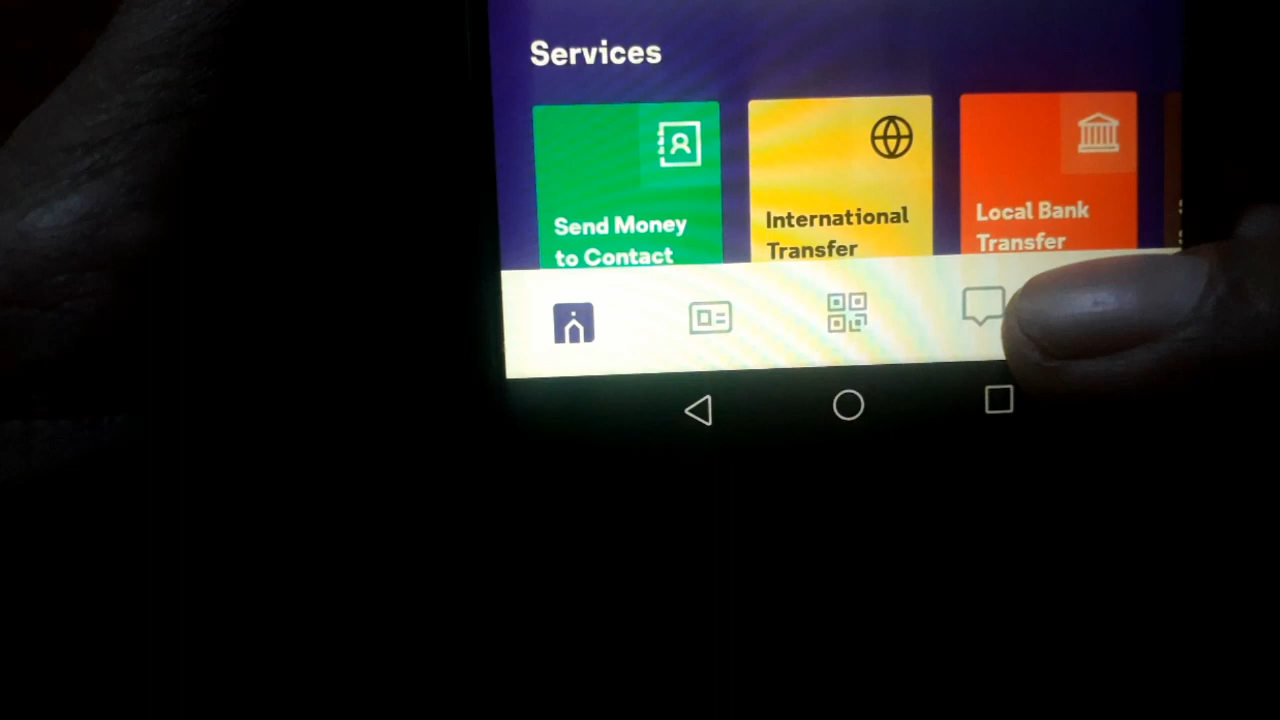 Services
Send Money
to Contact
International
Transfer
Local Bank
Transfer